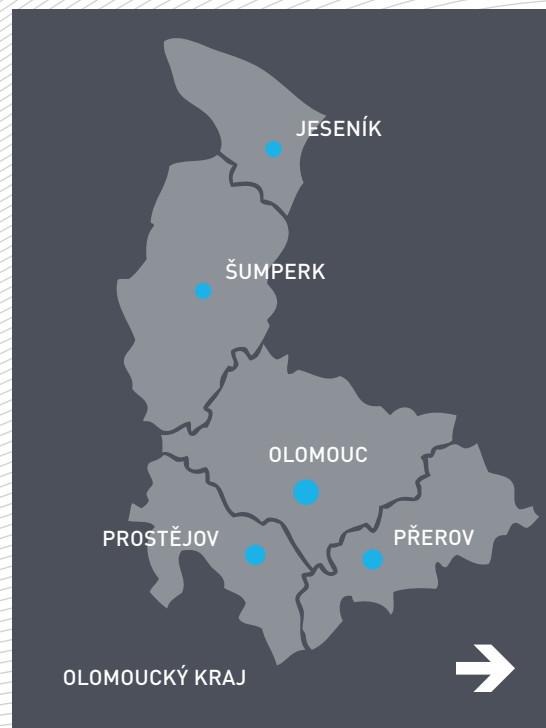 JESENÍK
ŠUMPERK
OLOMOUC
PROSTĚJOV
PŘEROV
OLOMOUCKÝ KRAJ